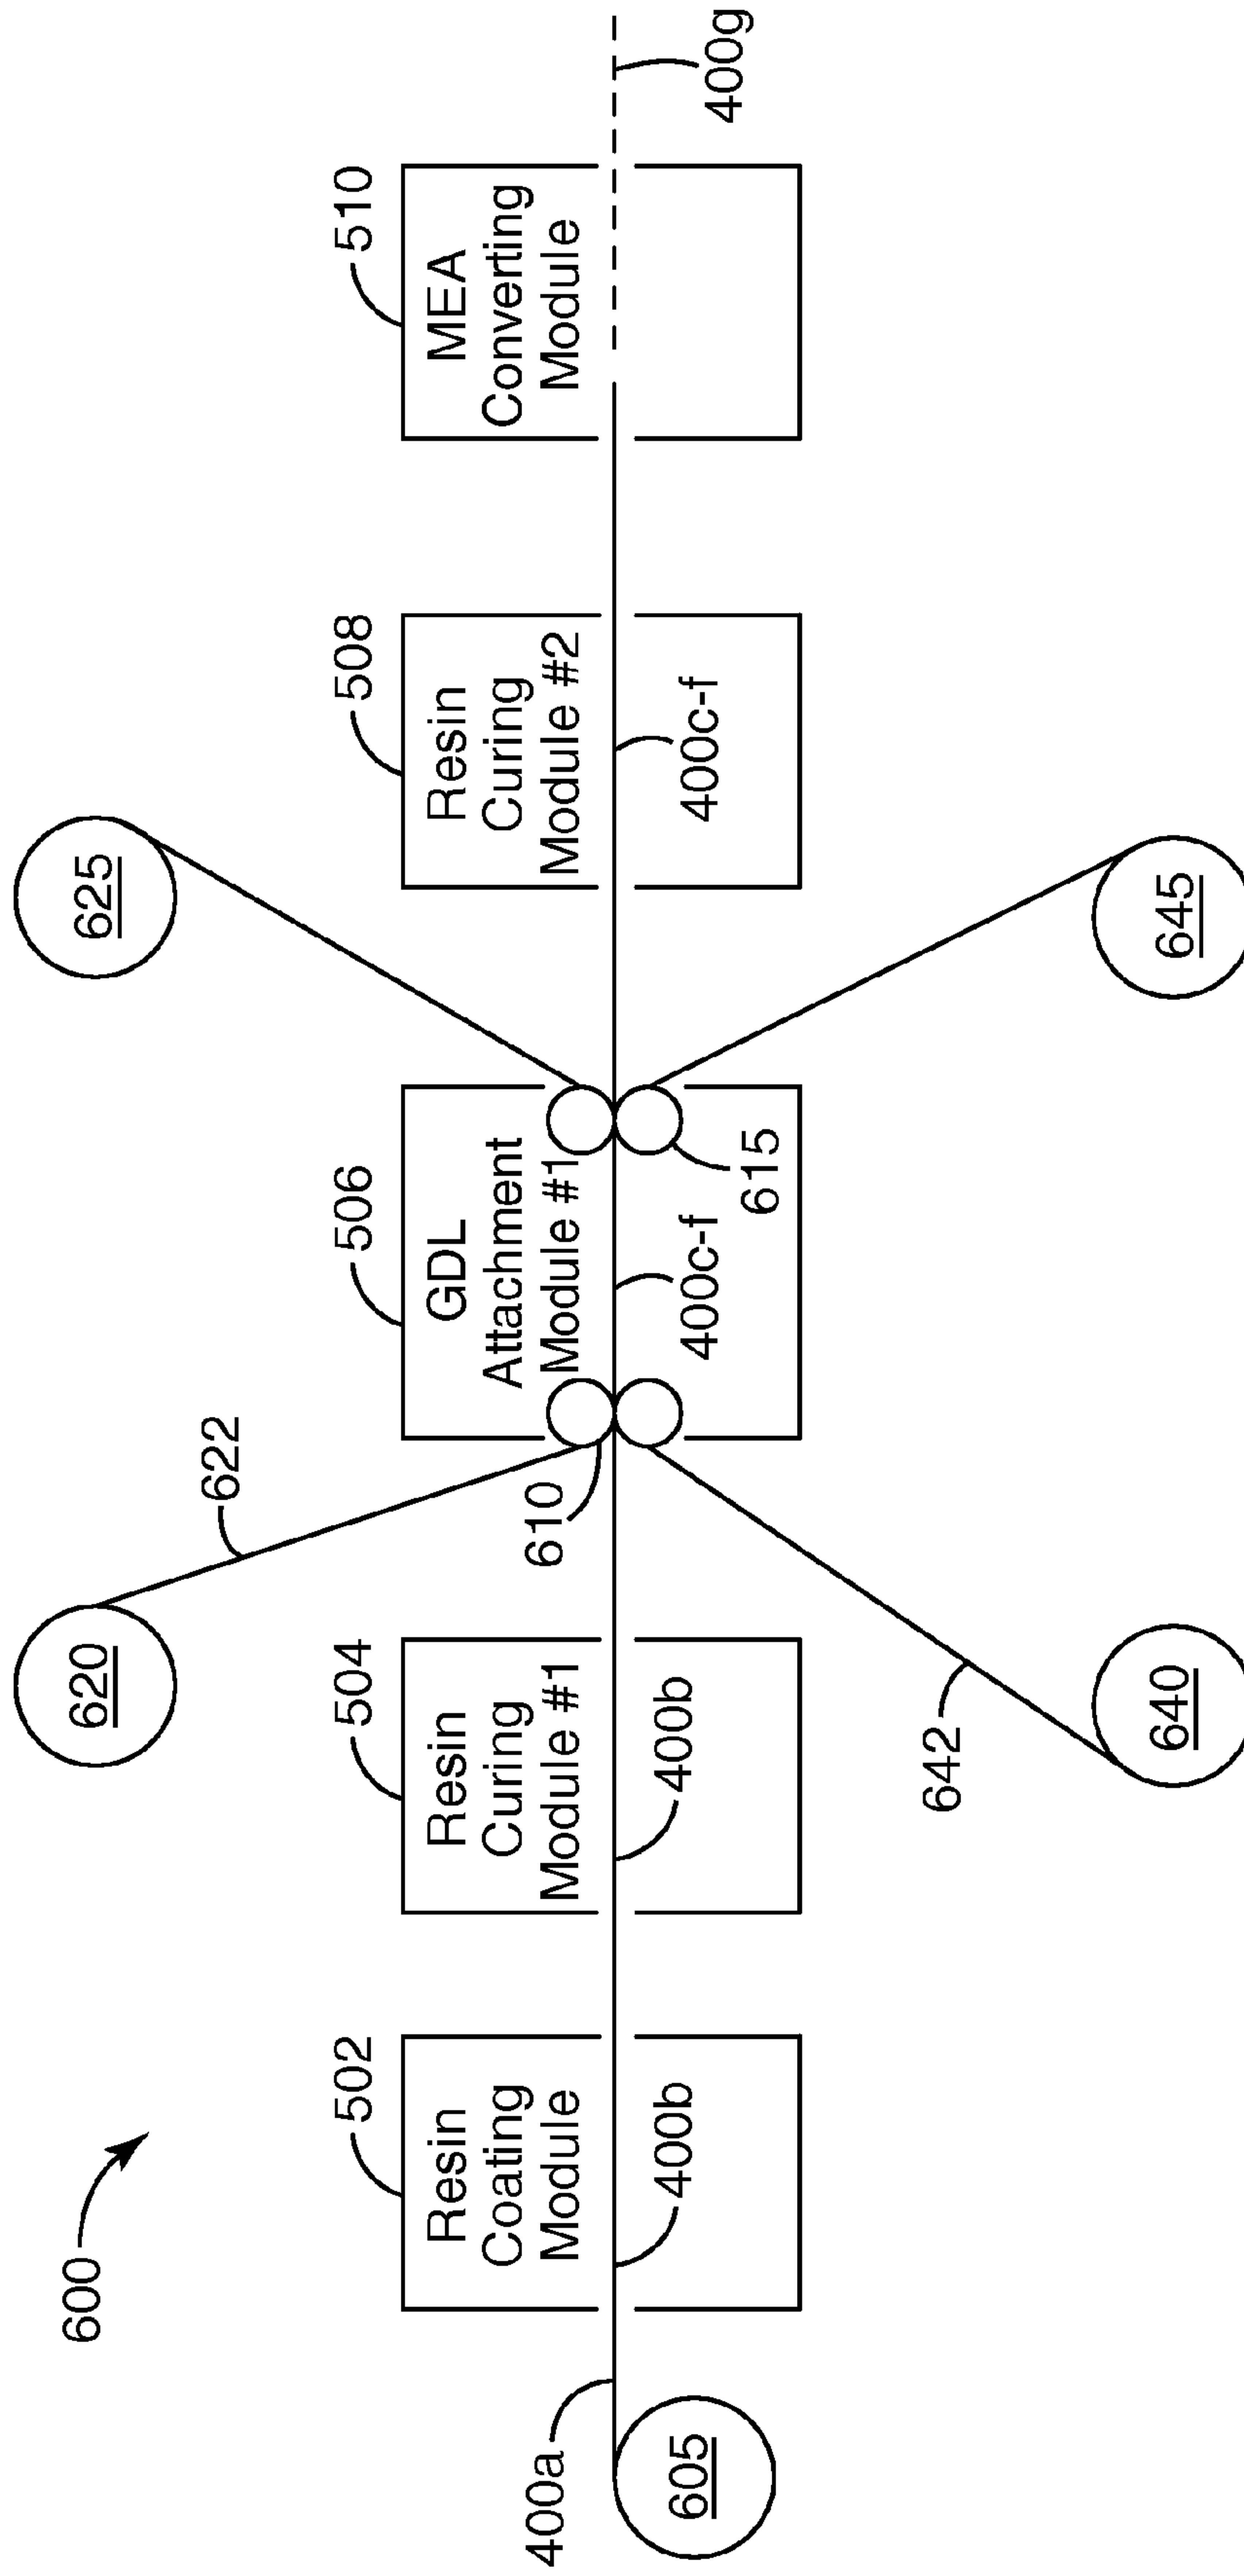 600
620
622
625
502
Resin
Coating
Module
504
Resin
Curing
Module #1
506
GDL
Attachment
Module #1
508
Resin
Curing
Module #2
510
MEA
Converting
Module
400a
605
400b
400b
610
400c-f
615
400c-f
400g
642
640
645